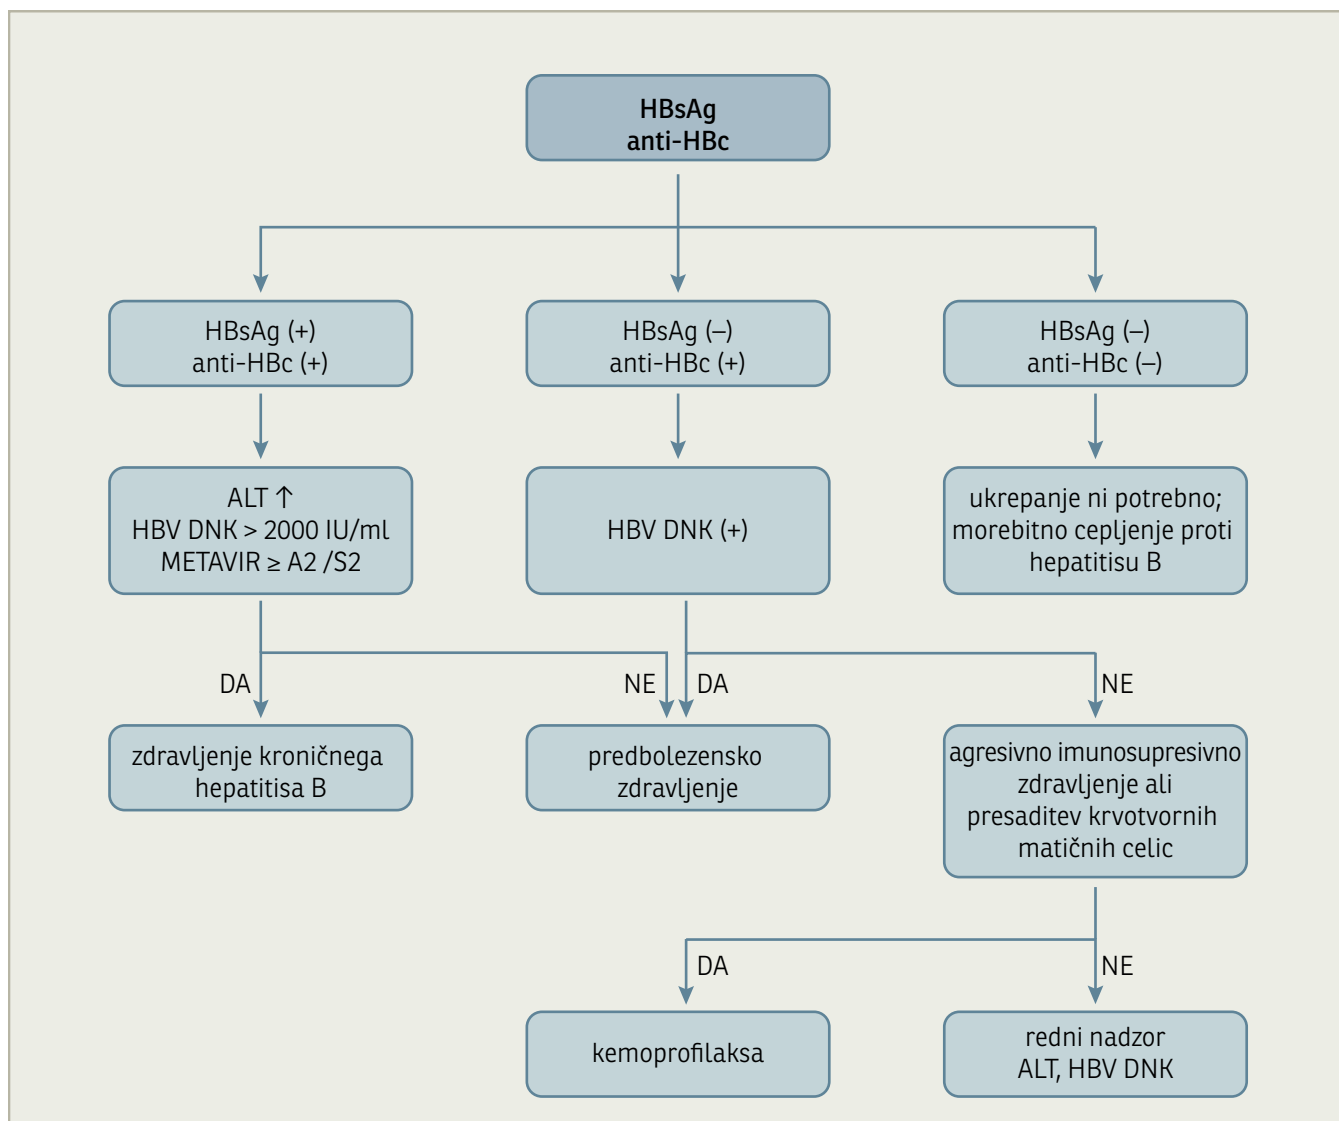 HBsAg
anti-HBc
HBsAg (+)
anti-HBc (+)
HBsAg (–)
anti-HBc (+)
HBsAg (–)
anti-HBc (–)
ALT ↑
HBV DNK > 2000 IU/ml
METAVIR ≥ A2 /S2
HBV DNK (+)
ukrepanje ni potrebno;
morebitno cepljenje proti
hepatitisu B
DA
NE
DA
NE
zdravljenje kroničnega
hepatitisa B
predbolezensko
zdravljenje
agresivno imunosupresivno
zdravljenje ali
presaditev krvotvornih
matičnih celic
DA
NE
kemoprofilaksa
redni nadzor
ALT, HBV DNK